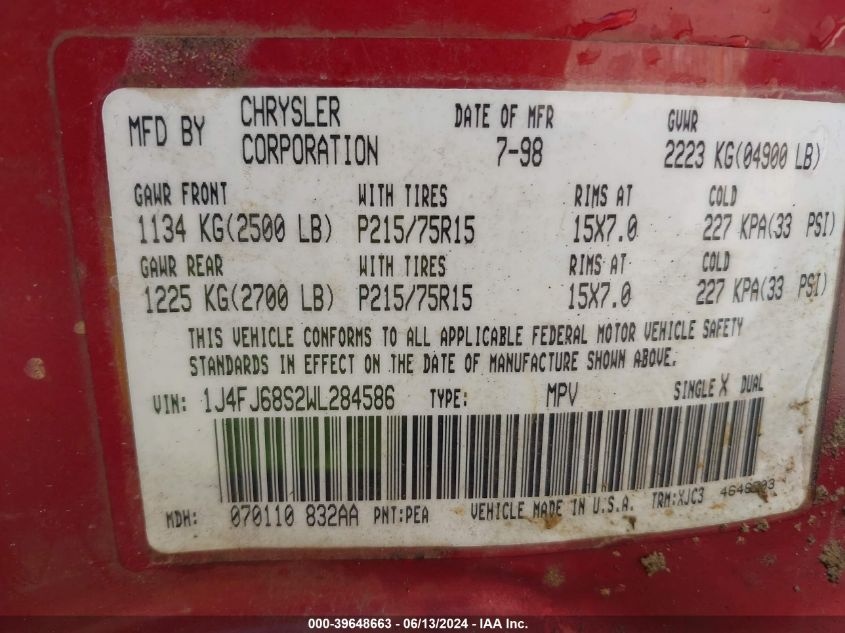 MFD BY CHRYSLER CORPORATION DATE OF MFR 7-98 GVWR 2223 KG(04900 LB)
GAWR FRONT WITH TIRES RIMS AT COLD
1134 KG(2500 LB) P215/75R15 15X7.0 227 KPA(33 PSI)
GAWR REAR WITH TIRES RIMS AT COLD
1225 KG(2700 LB) P215/75R15 15X7.0 227 KPA(33 PSI)
THIS VEHICLE CONFORMS TO ALL APPLICABLE FEDERAL MOTOR VEHICLE SAFETY
STANDARDS IN EFFECT ON THE DATE OF MANUFACTURE SHOWN ABOVE.
VIN: 1J4FJ68S2WL284586 TYPE: MPV SINGLE X DUAL
MDH: 070110 832AA PNT:PEA VEHICLE MADE IN U.S.A. TRM:XJC3
000-39648663 - 06/13/2024 - IAA Inc.